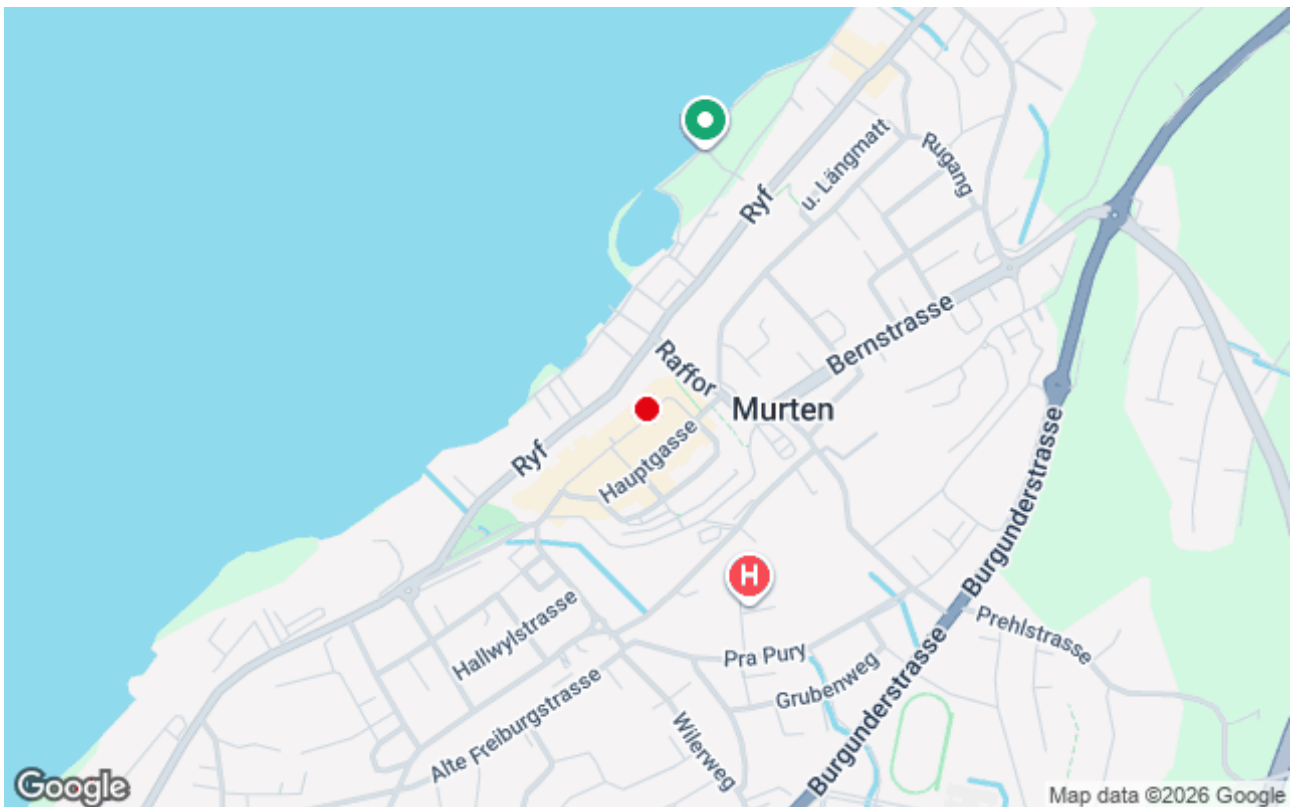 u. Längmatt
Rugang
Ryf
Bernstrasse
Raffor
Murten
Hauptgasse
Ryf
Burgunderstrasse
H
Prehlstrasse
Hallwylstrasse
Pra Pury
Grubenweg
Burgunderstrasse
Alte Freiburgstrasse
Wilerweg
Google
Map data ©2026 Google